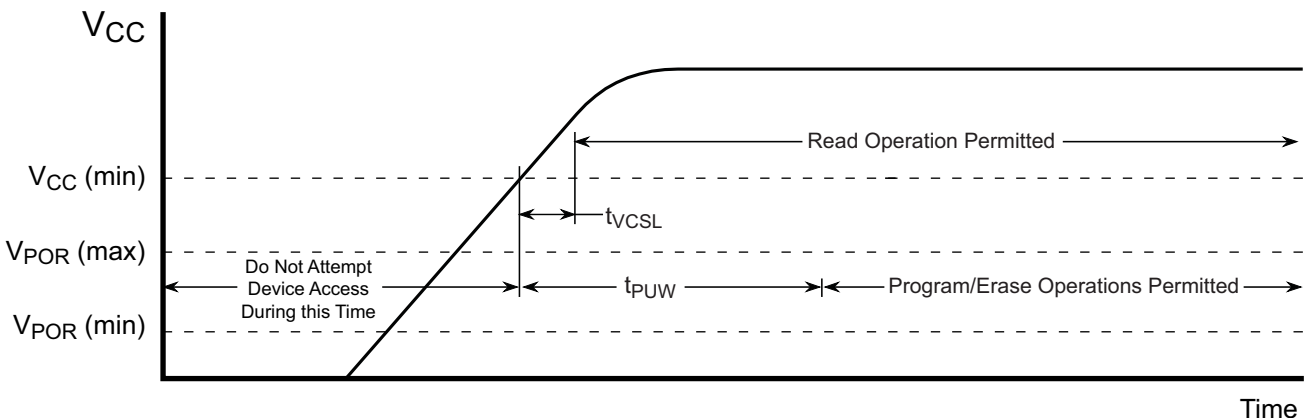 VCC
Read Operation Permitted
VCC (min)
tVCSL
VPOR (max)
Do Not Attempt
Device Access
During this Time
tPUW
Program/Erase Operations Permitted
VPOR (min)
Time